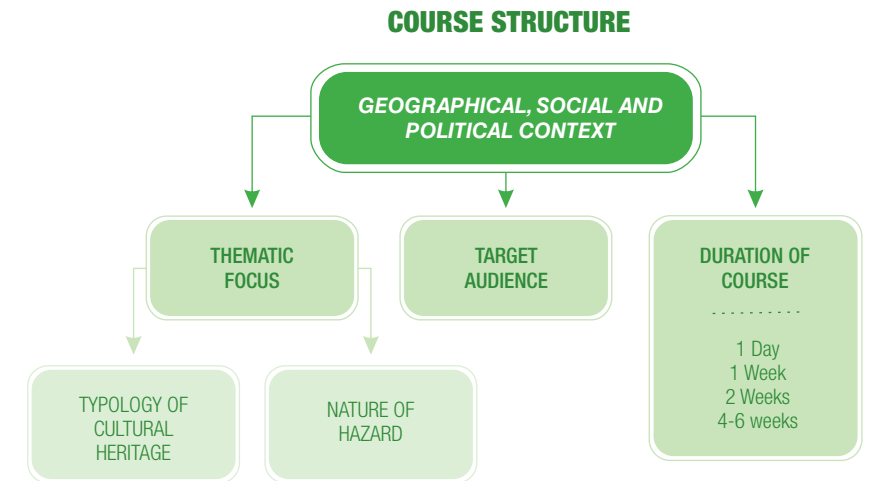 COURSE STRUCTURE
GEOGRAPHICAL, SOCIAL AND
POLITICAL CONTEXT
THEMATIC
FOCUS
TARGET
AUDIENCE
DURATION OF
COURSE
1 Day
1 Week
2 Weeks
4-6 weeks
TYPOLOGY OF
CULTURAL
HERITAGE
NATURE OF
HAZARD